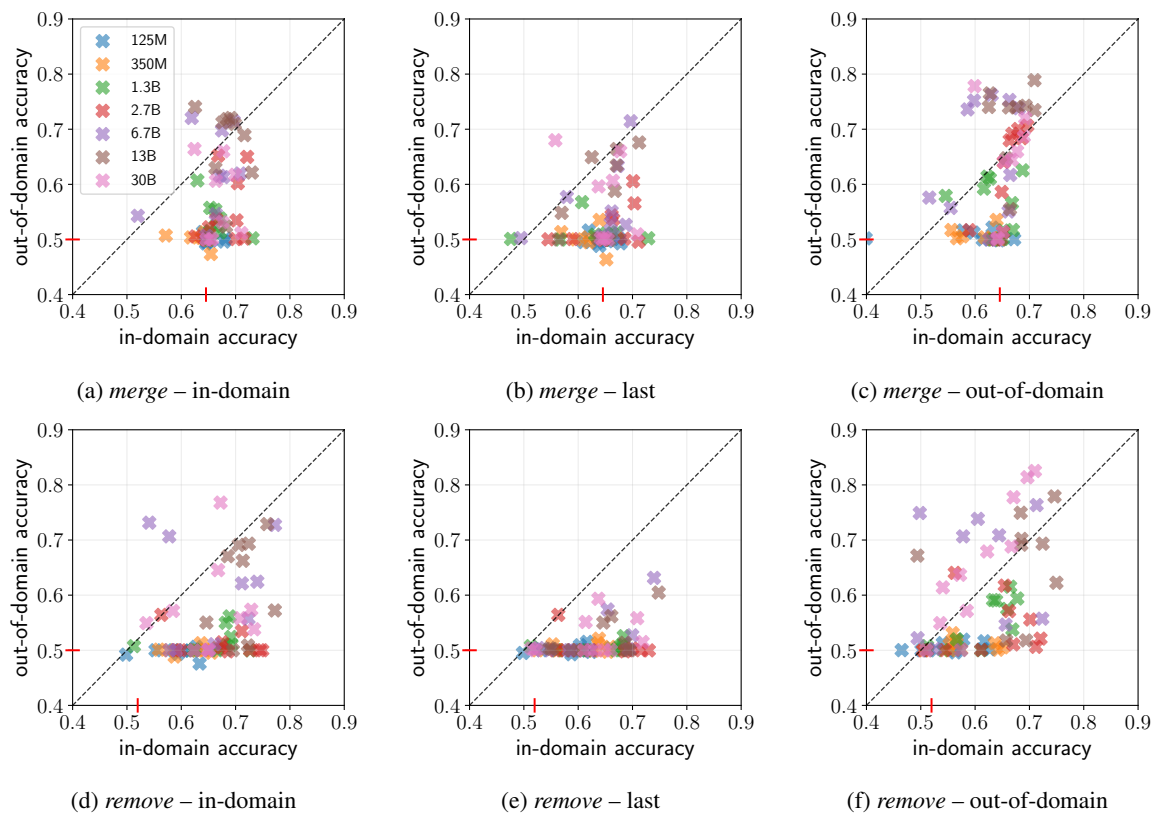 0.9
0.8
0.7
0.6
0.5
0.4
out-of-domain accuracy
125M
350M
1.3B
2.7B
6.7B
13B
30B
0.4 0.5 0.6 0.7 0.8 0.9
in-domain accuracy
(a) merge – in-domain
0.9
0.8
0.7
0.6
0.5
0.4
out-of-domain accuracy
0.4 0.5 0.6 0.7 0.8 0.9
in-domain accuracy
(b) merge – last
0.9
0.8
0.7
0.6
0.5
0.4
out-of-domain accuracy
0.4 0.5 0.6 0.7 0.8 0.9
in-domain accuracy
(c) merge – out-of-domain
0.9
0.8
0.7
0.6
0.5
0.4
out-of-domain accuracy
0.4 0.5 0.6 0.7 0.8 0.9
in-domain accuracy
(d) remove – in-domain
0.9
0.8
0.7
0.6
0.5
0.4
out-of-domain accuracy
0.4 0.5 0.6 0.7 0.8 0.9
in-domain accuracy
(e) remove – last
0.9
0.8
0.7
0.6
0.5
0.4
out-of-domain accuracy
0.4 0.5 0.6 0.7 0.8 0.9
in-domain accuracy
(f) remove – out-of-domain